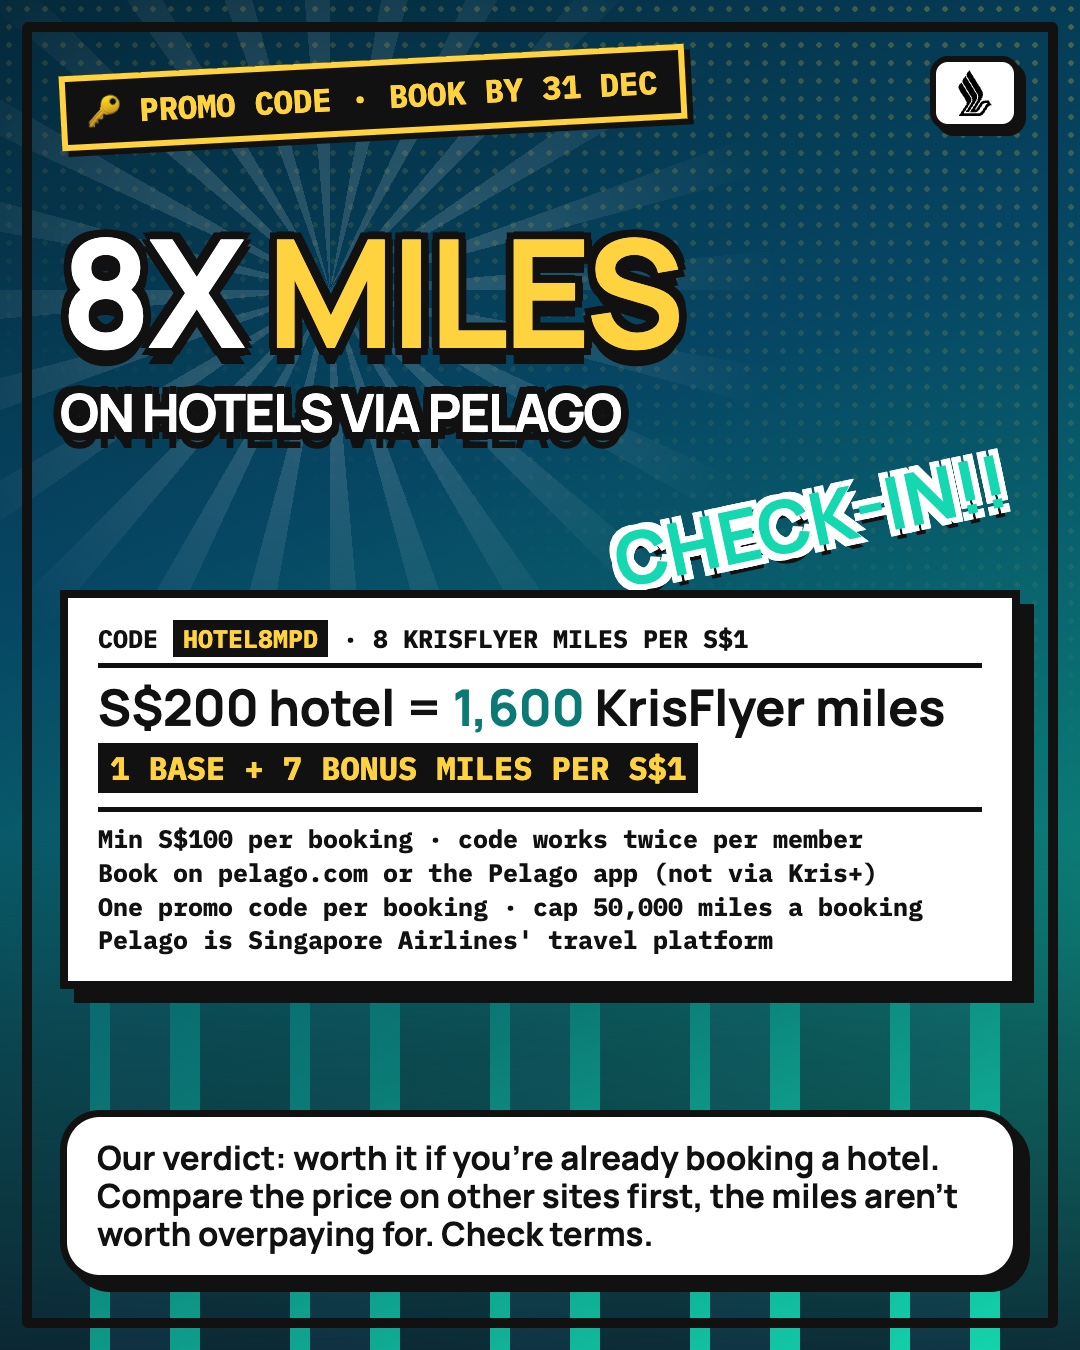 🔑 PROMO CODE · BOOK BY 31 DEC
8X MILES
ON HOTELS VIA PELAGO
CHECK-IN!!
CODE HOTEL8MPD · 8 KRISFLYER MILES PER S$1
S$200 hotel = 1,600 KrisFlyer miles
1 BASE + 7 BONUS MILES PER S$1
Min S$100 per booking · code works twice per member
Book on pelago.com or the Pelago app (not via Kris+)
One promo code per booking · cap 50,000 miles a booking
Pelago is Singapore Airlines' travel platform
Our verdict: worth it if you’re already booking a hotel.
Compare the price on other sites first, the miles aren’t
worth overpaying for. Check terms.